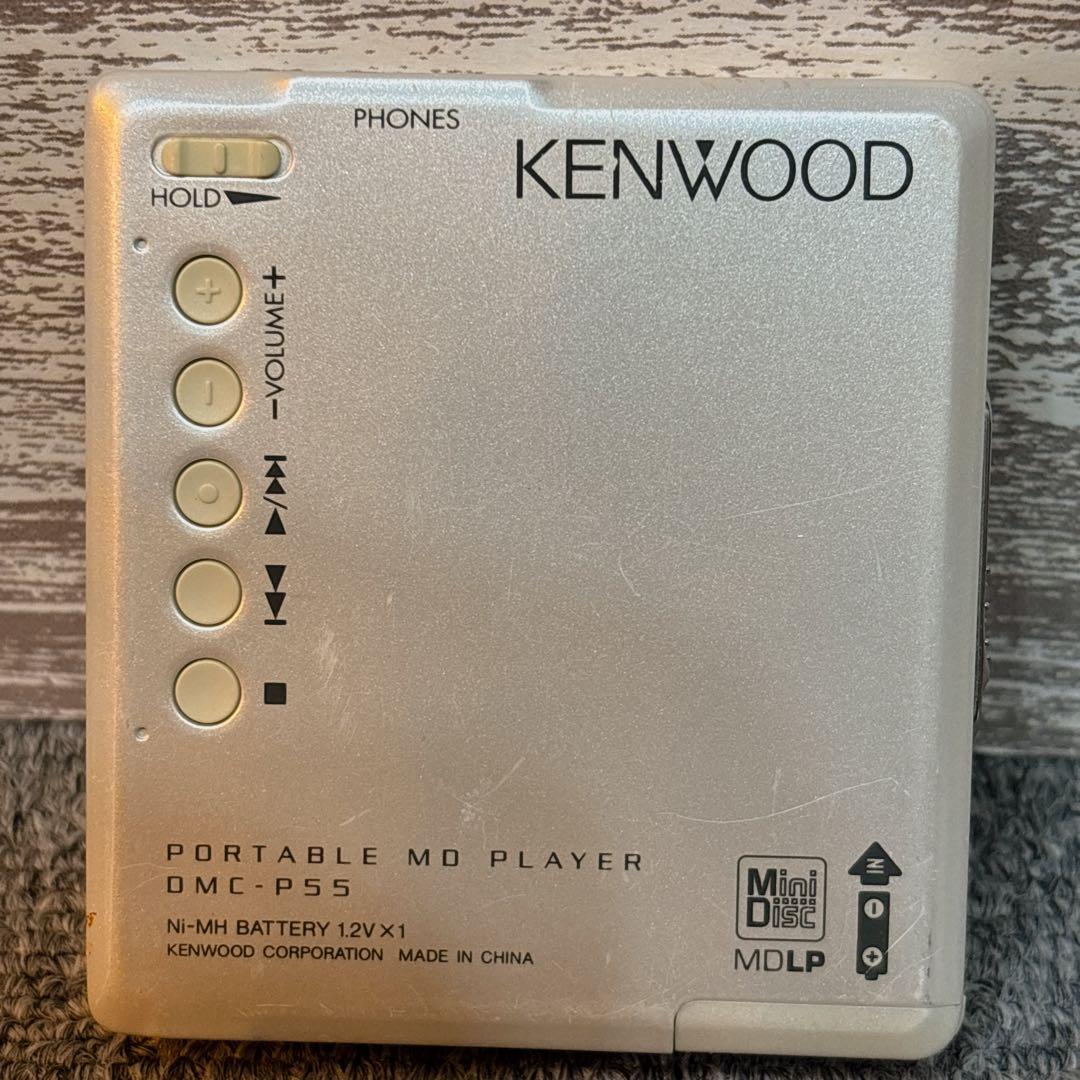 PHONES
KENWOOD
HOLD
−VOLUME+
PORTABLE MD PLAYER
DMC-P55
Ni-MH BATTERY 1.2V×1
KENWOOD CORPORATION MADE IN CHINA
Mini
Disc
MDLP
IN